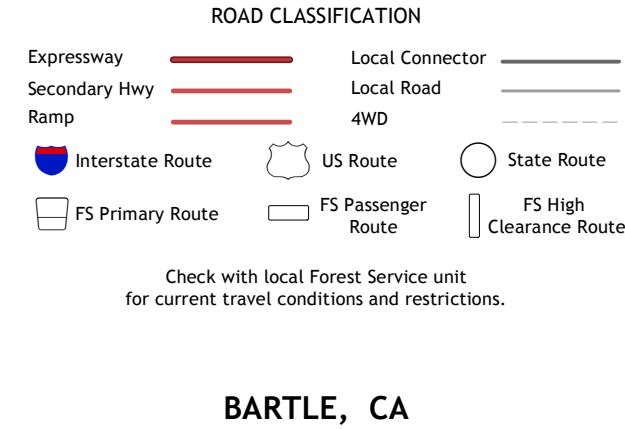 ROAD CLASSIFICATION
Expressway
Local Connector
Secondary Hwy
Local Road
Ramp
4WD
Interstate Route
US Route
State Route
FS Primary Route
FS Passenger
Route
FS High
Clearance Route
Check with local Forest Service unit
for current travel conditions and restrictions.
BARTLE, CA